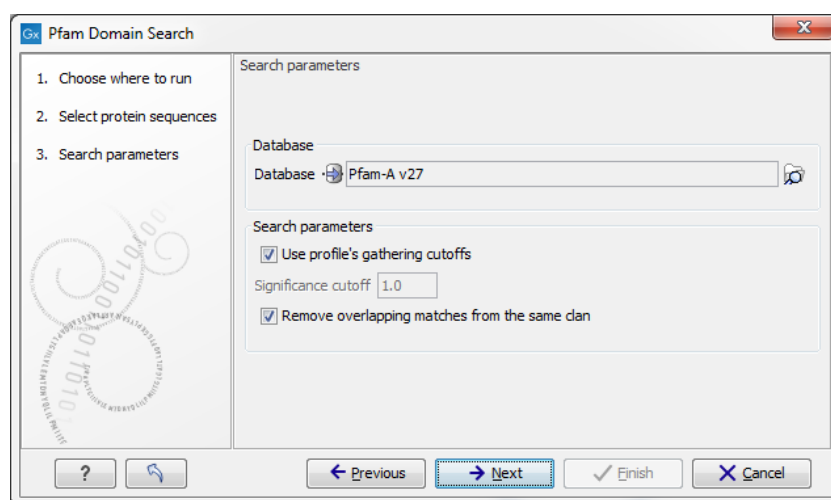 Gx Pfam Domain Search
1. Choose where to run
2. Select protein sequences
3. Search parameters
Search parameters
Database
Database Pfam-A v27
Search parameters
Use profile's gathering cutoffs
Significance cutoff 1.0
Remove overlapping matches from the same clan
? Previous Next Finish Cancel